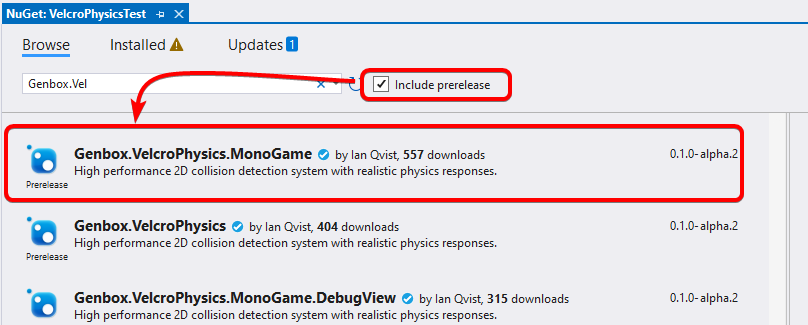 NuGet: VelcroPhysicsTest
Browse Installed Updates 1
Genbox.Vel Include prerelease
Genbox.VelcroPhysics.MonoGame by Ian Qvist, 557 downloads 0.1.0-alpha.2
High performance 2D collision detection system with realistic physics responses.
Prerelease
Genbox.VelcroPhysics by Ian Qvist, 404 downloads 0.1.0-alpha.2
High performance 2D collision detection system with realistic physics responses.
Prerelease
Genbox.VelcroPhysics.MonoGame.DebugView by Ian Qvist, 315 downloads 0.1.0-alpha.2
High performance 2D collision detection system with realistic physics responses.